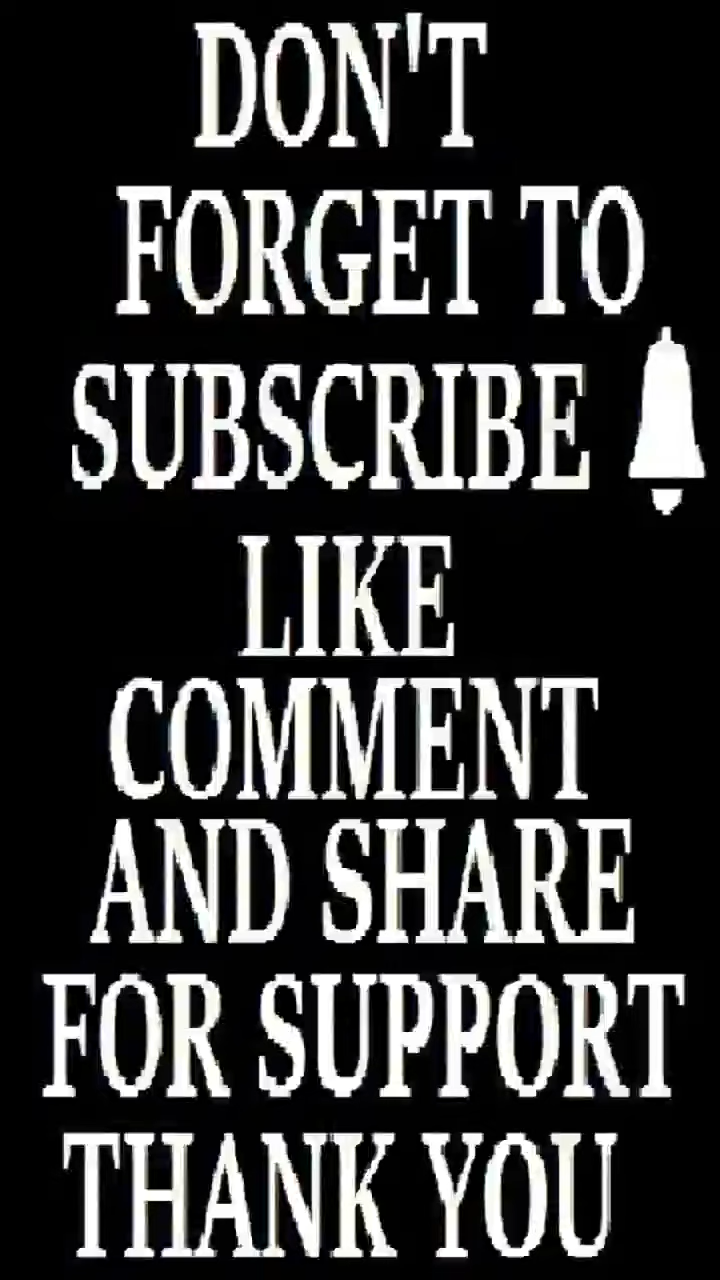 DON'T
FORGET TO
SUBSCRIBE
LIKE
COMMENT
AND SHARE
FOR SUPPORT
THANK YOU